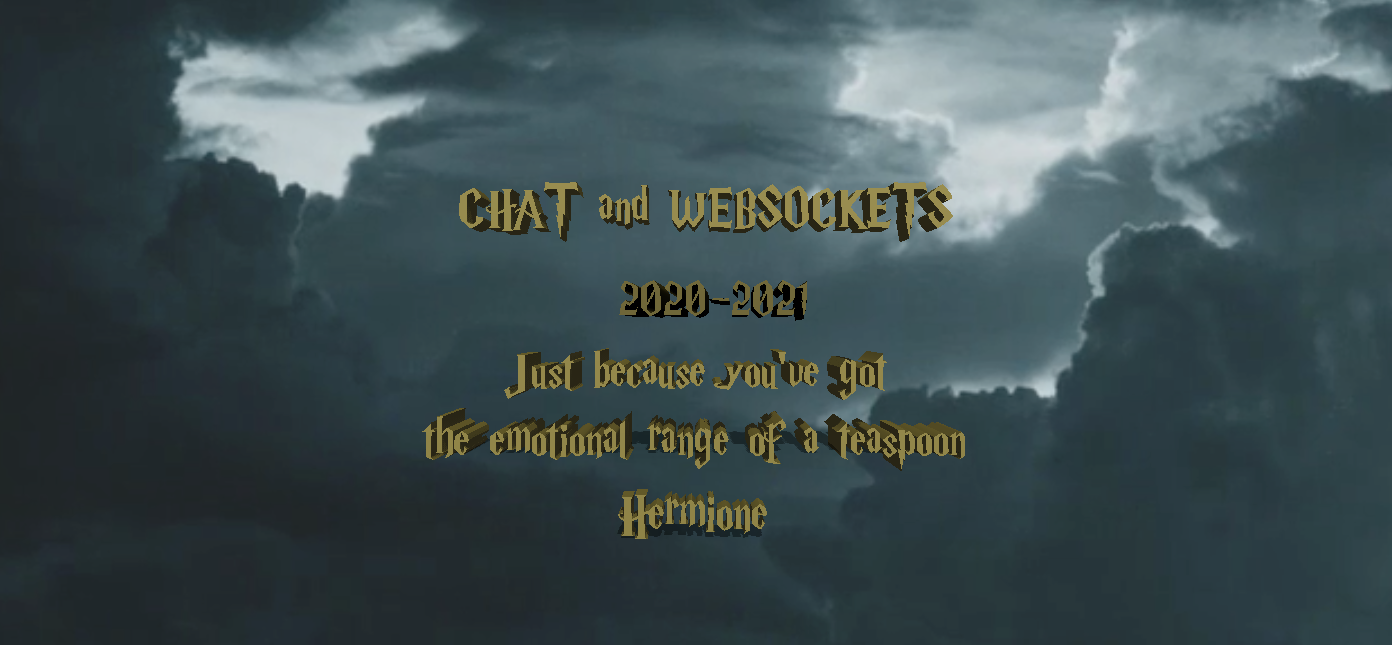 CHAT and WEBSOCKETS
2020-2021
Just because you've got
the emotional range of a teaspoon
Hermione